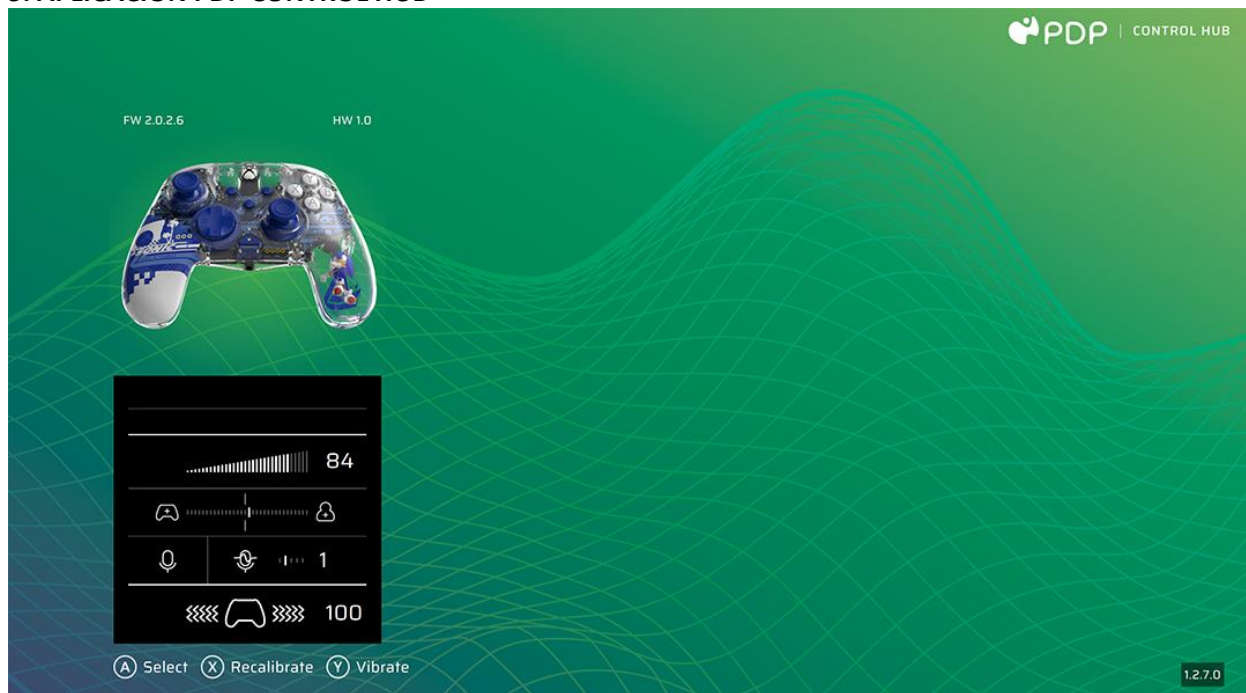 PDP | CONTROL HUB
FW 2.0.2.6
HW 1.0
84
1
100
A Select X Recalibrate Y Vibrate
1.2.7.0